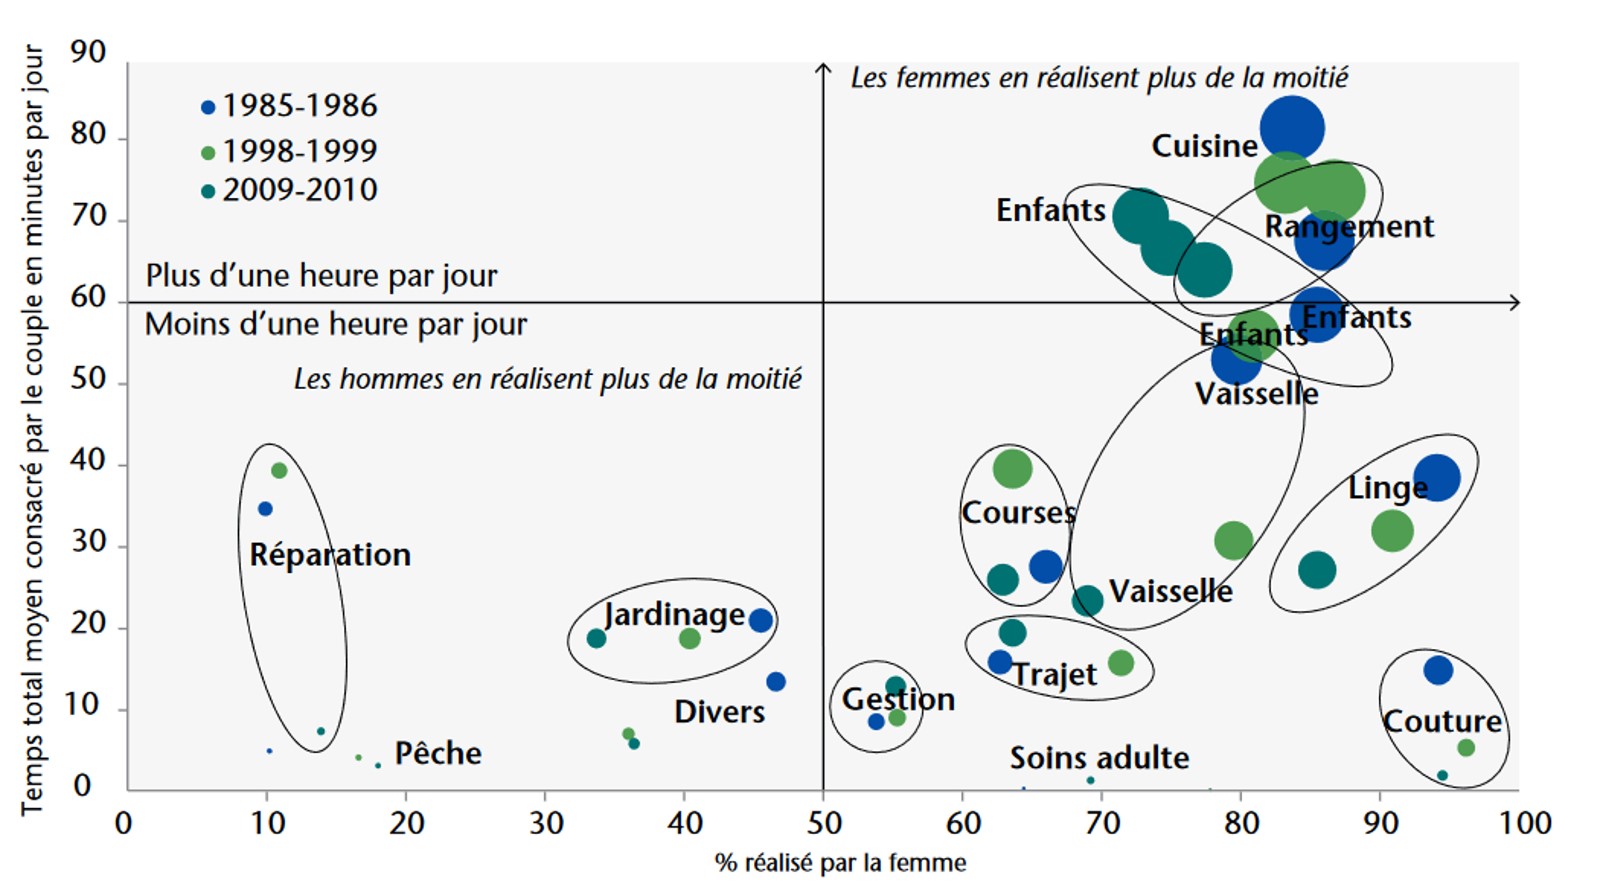 Temps total moyen consacré par le couple en minutes par jour
90
80
70
60
50
40
30
20
10
0
1985-1986
1998-1999
2009-2010
Les femmes en réalisent plus de la moitié
Cuisine
Enfants
Rangement
Plus d'une heure par jour
Moins d'une heure par jour
Enfants
Enfants
Les hommes en réalisent plus de la moitié
Vaisselle
Linge
Courses
Réparation
Vaisselle
Jardinage
Trajet
Gestion
Divers
Couture
Pêche
Soins adulte
0 10 20 30 40 50 60 70 80 90 100
% réalisé par la femme